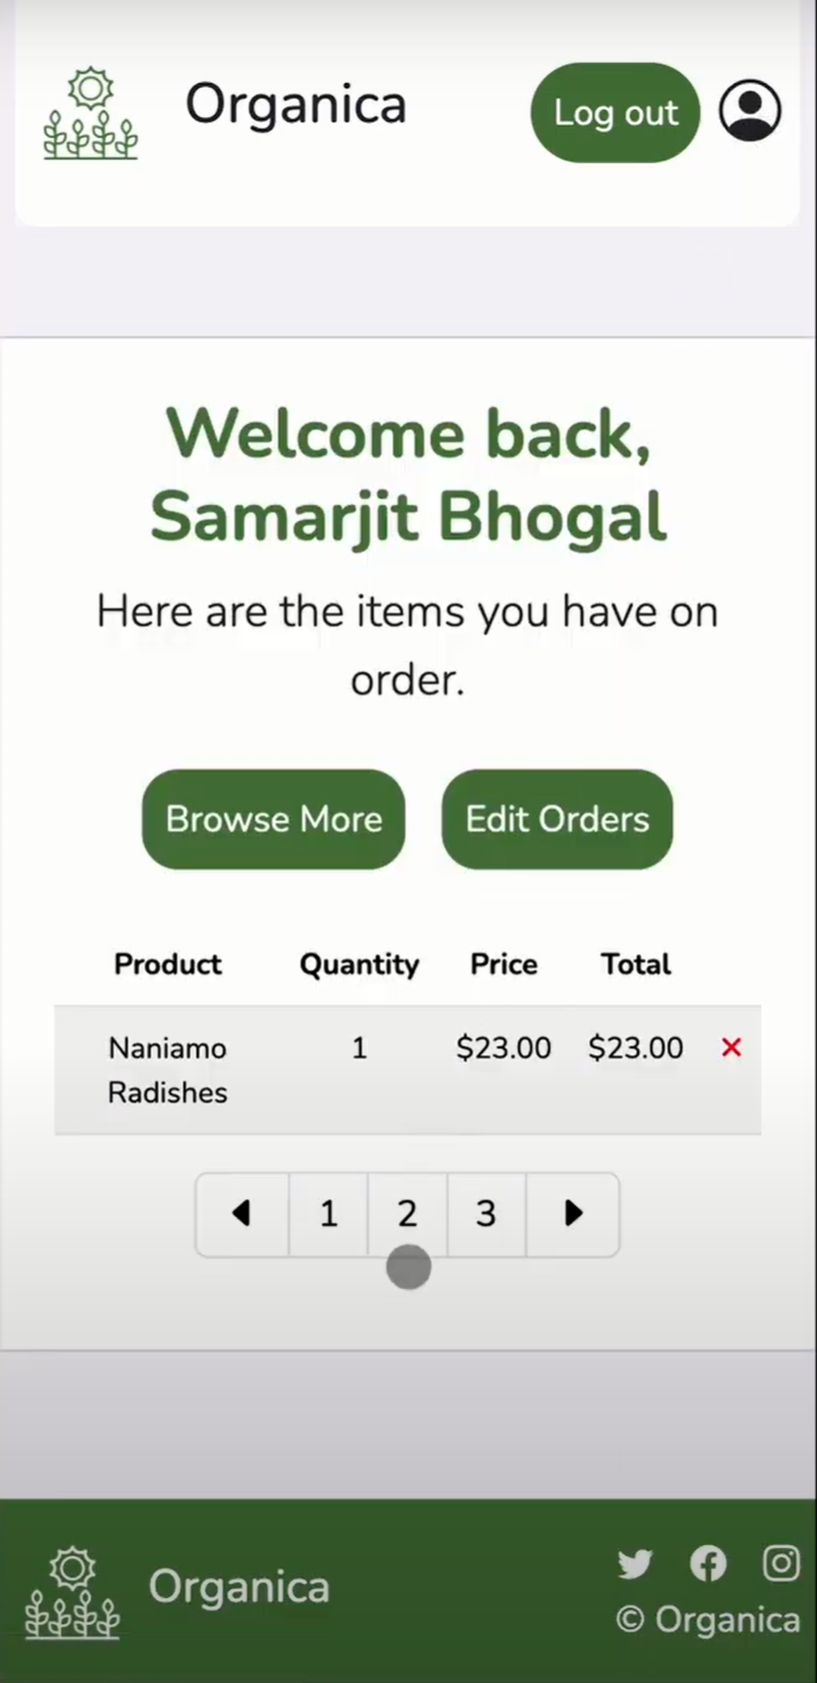 Organica
Log out
Welcome back,
Samarjit Bhogal
Here are the items you have on
order.
Browse More
Edit Orders
Product Quantity Price Total
Naniamo 1 $23.00 $23.00
Radishes
1 2 3
Organica
© Organica